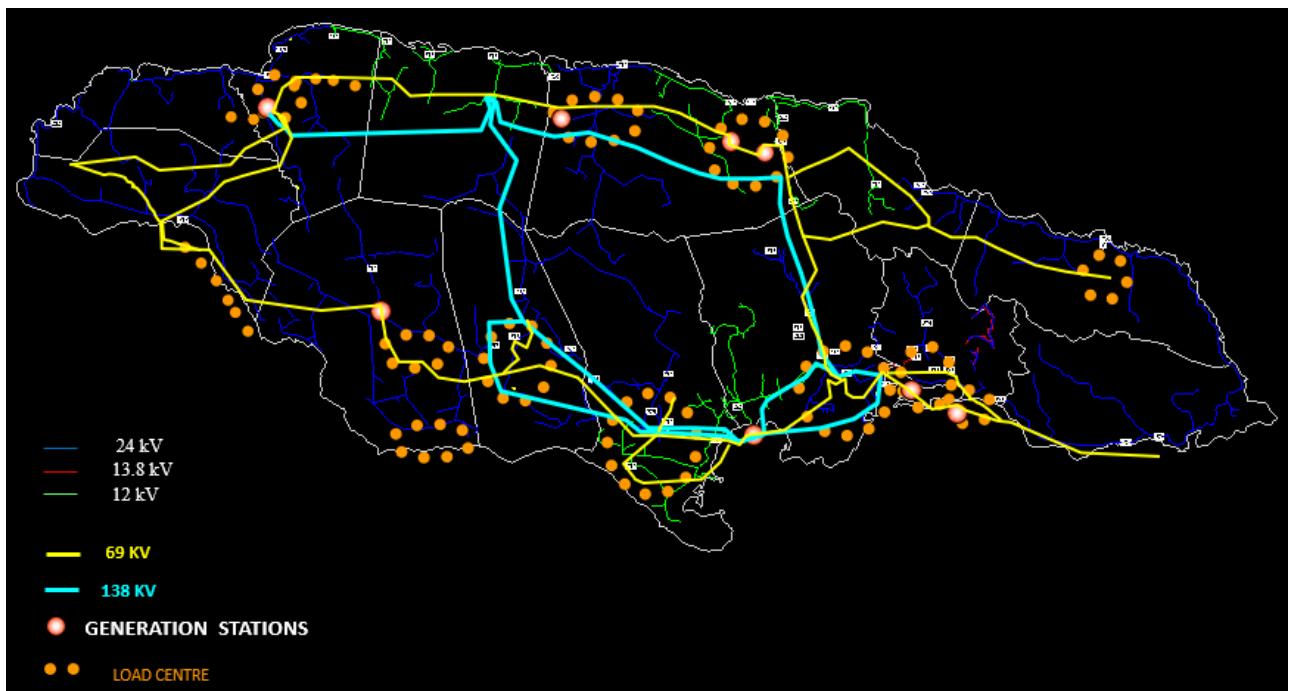 24 kV
13.8 kV
12 kV
69 KV
138 KV
GENERATION STATIONS
LOAD CENTRE